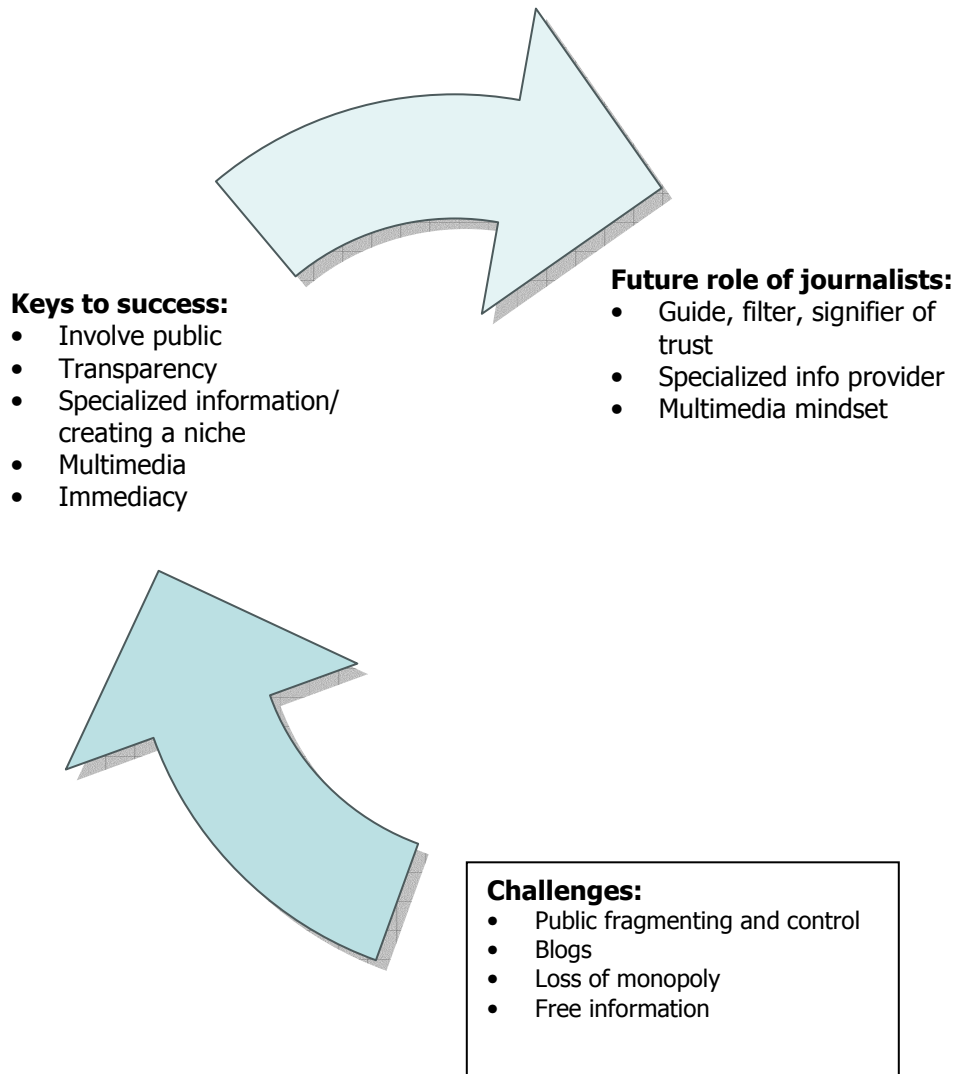 Keys to success:
• Involve public
• Transparency
• Specialized information/
creating a niche
• Multimedia
• Immediacy
Future role of journalists:
• Guide, filter, signifier of
trust
• Specialized info provider
• Multimedia mindset
Challenges:
• Public fragmenting and control
• Blogs
• Loss of monopoly
• Free information